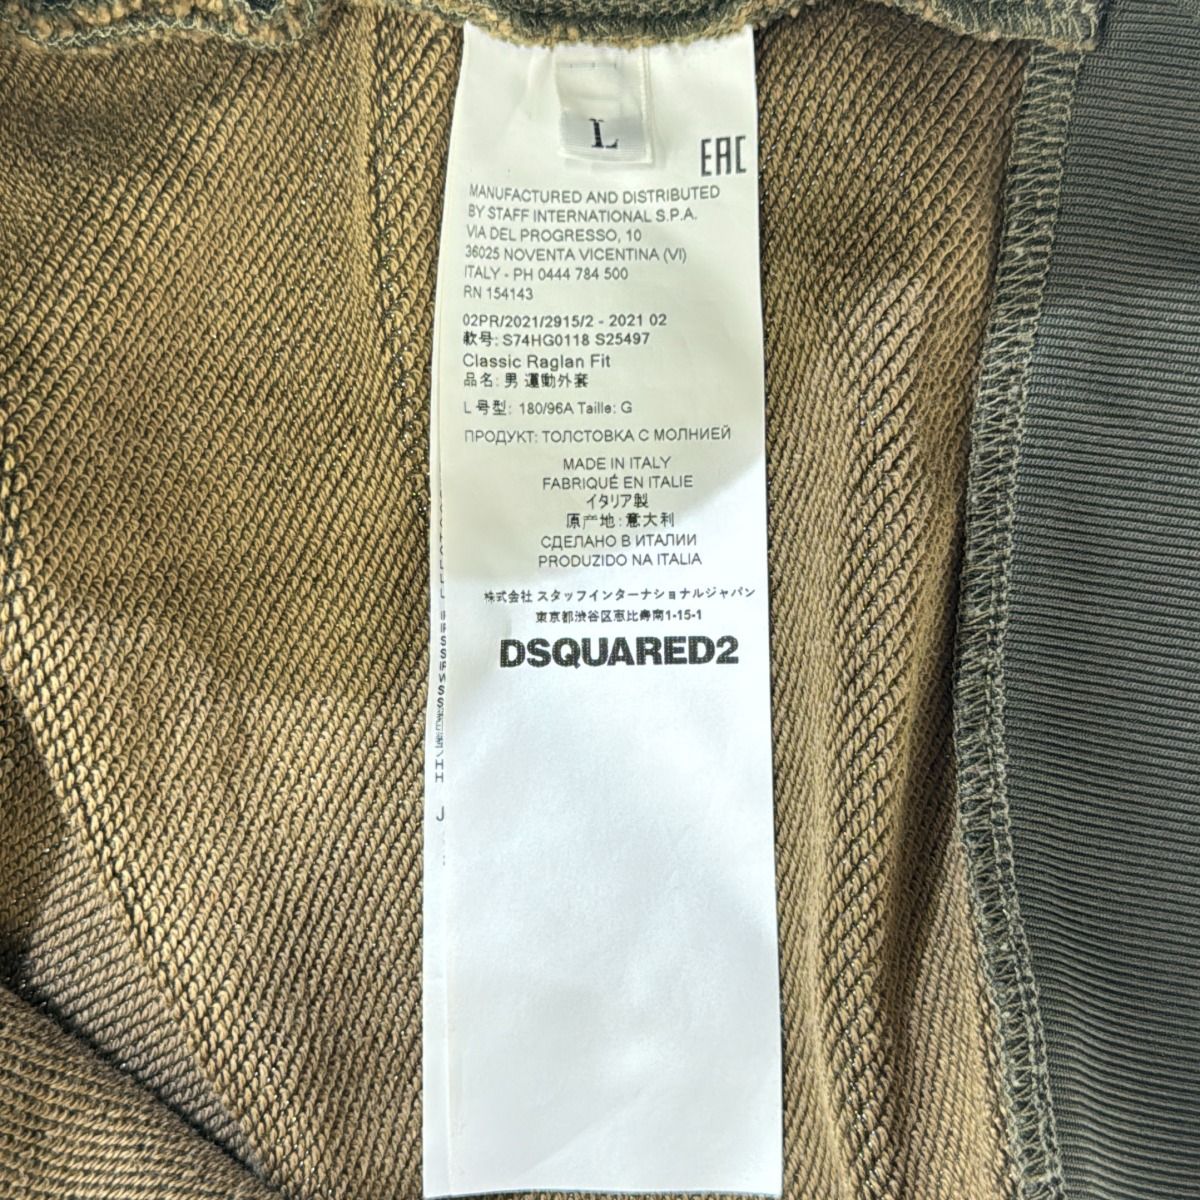 L
EAC
MANUFACTURED AND DISTRIBUTED
BY STAFF INTERNATIONAL S.P.A.
VIA DEL PROGRESSO, 10
36025 NOVENTA VICENTINA (VI)
ITALY - PH 0444 784 500
RN 154143
02PR/2021/2915/2 - 2021 02
款号: S74HG0118 S25497
Classic Raglan Fit
品名: 男 運動外套
L 号型: 180/96A Taille: G
ПРОДУКТ: ТОЛСТОВКА С МОЛНИЕЙ
MADE IN ITALY
FABRIQUÉ EN ITALIE
イタリア製
原产地: 意大利
СДЕЛАНО В ИТАЛИИ
PRODUZIDO NA ITALIA
株式会社 スタッフインターナショナルジャパン
東京都渋谷区恵比寿南1-15-1
DSQUARED2